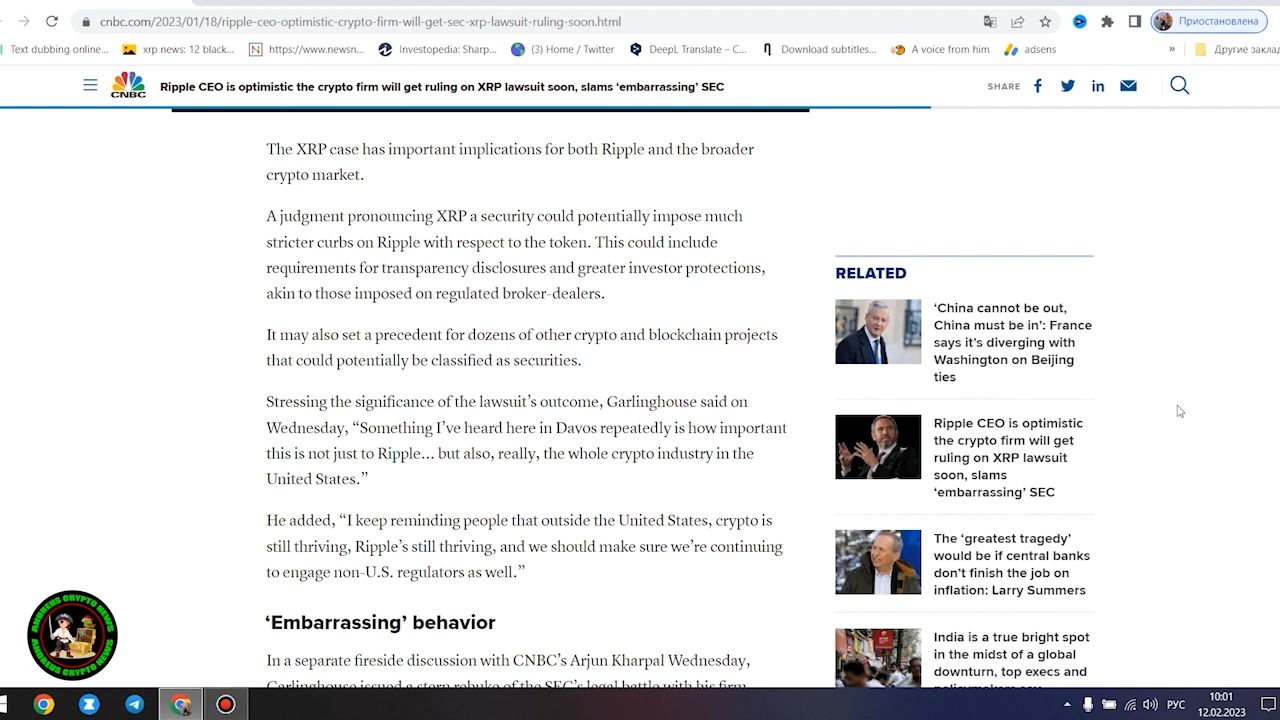 cnbc.com/2023/01/18/ripple-ceo-optimistic-crypto-firm-will-get-sec-xrp-lawsuit-ruling-soon.html
Приостановлена
Text dubbing online...
xrp news: 12 black...
https://www.newsn...
Investopedia: Sharp...
(3) Home / Twitter
DeepL Translate – C...
Download subtitles...
A voice from him
adsens
»
Другие закла
CNBC
Ripple CEO is optimistic the crypto firm will get ruling on XRP lawsuit soon, slams ‘embarrassing’ SEC
SHARE
The XRP case has important implications for both Ripple and the broader
crypto market.
A judgment pronouncing XRP a security could potentially impose much
stricter curbs on Ripple with respect to the token. This could include
requirements for transparency disclosures and greater investor protections,
akin to those imposed on regulated broker-dealers.
It may also set a precedent for dozens of other crypto and blockchain projects
that could potentially be classified as securities.
Stressing the significance of the lawsuit’s outcome, Garlinghouse said on
Wednesday, “Something I’ve heard here in Davos repeatedly is how important
this is not just to Ripple… but also, really, the whole crypto industry in the
United States.”
He added, “I keep reminding people that outside the United States, crypto is
still thriving, Ripple’s still thriving, and we should make sure we’re continuing
to engage non-U.S. regulators as well.”
‘Embarrassing’ behavior
In a separate fireside discussion with CNBC’s Arjun Kharpal Wednesday,
Garlinghouse issued a stern rebuke of the SEC’s legal battle with his firm
RELATED
‘China cannot be out,
China must be in’: France
says it’s diverging with
Washington on Beijing
ties
Ripple CEO is optimistic
the crypto firm will get
ruling on XRP lawsuit
soon, slams
‘embarrassing’ SEC
The ‘greatest tragedy’
would be if central banks
don’t finish the job on
inflation: Larry Summers
India is a true bright spot
in the midst of a global
downturn, top execs and
policymakers say
ANDREUS CRYPTO NEWS
ANDREUS CRYPTO NEWS
РУС
10:01
12.02.2023